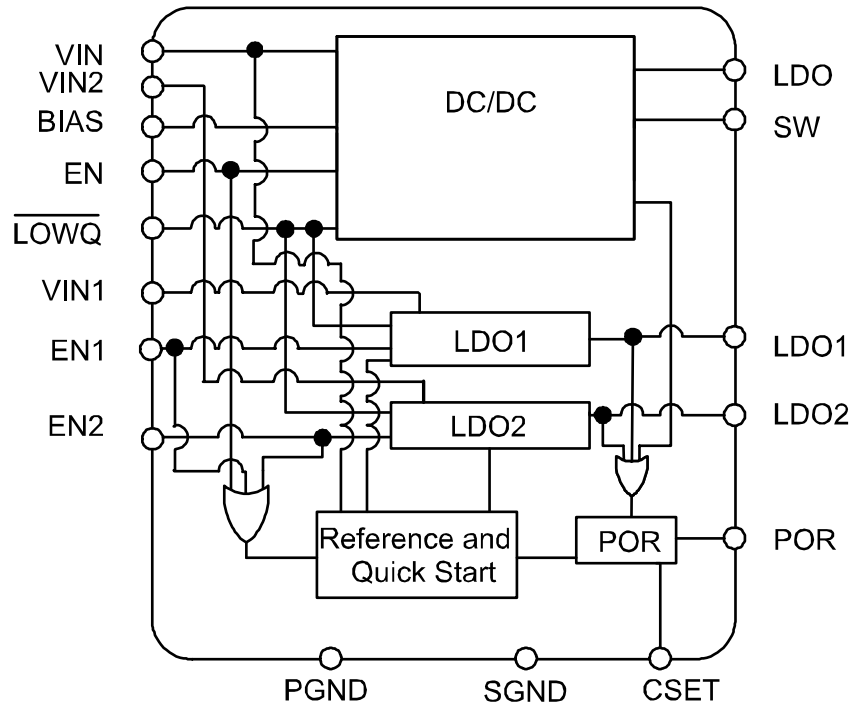 VIN
VIN2
BIAS
EN
LOWQ
VIN1
EN1
EN2
DC/DC
LDO
SW
LDO1
LDO1
LDO2
LDO2
Reference and
Quick Start
POR
POR
PGND
SGND
CSET